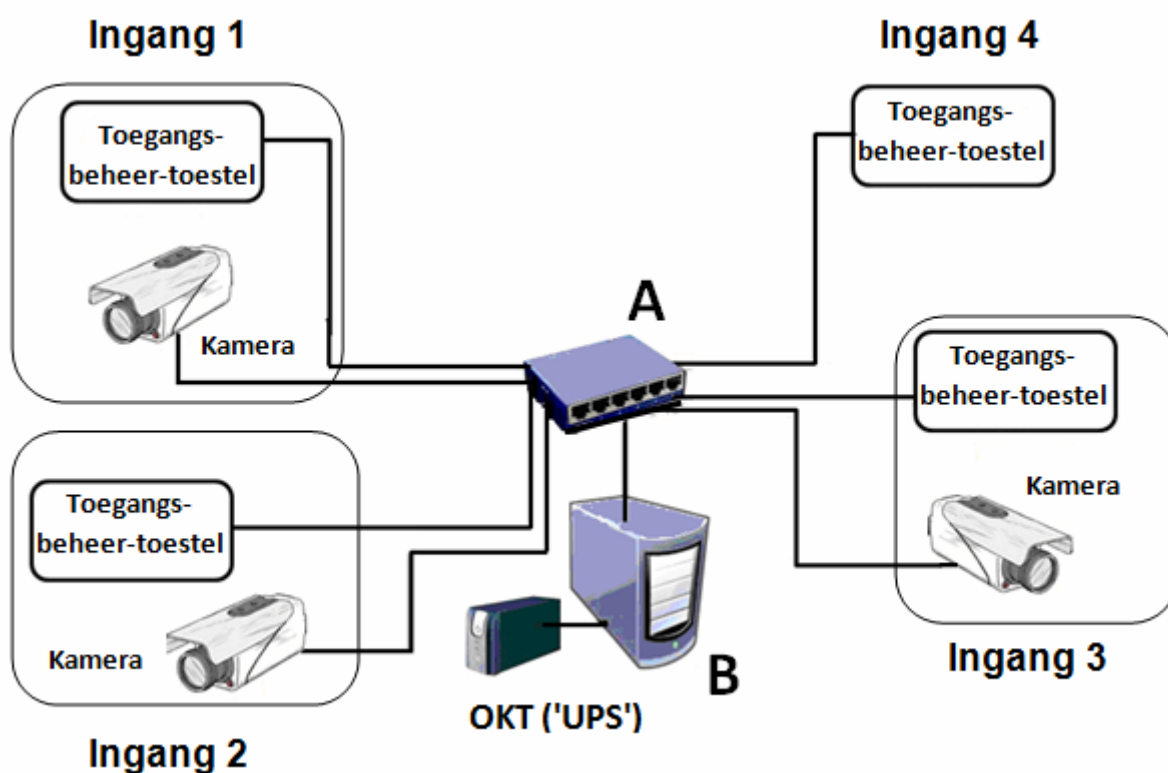 Ingang 1
Toegangs-
beheer-toestel
Kamera
Ingang 4
Toegangs-
beheer-toestel
A
Toegangs-
beheer-toestel
Kamera
Ingang 3
Toegangs-
beheer-toestel
Kamera
Ingang 2
B
OKT ('UPS')